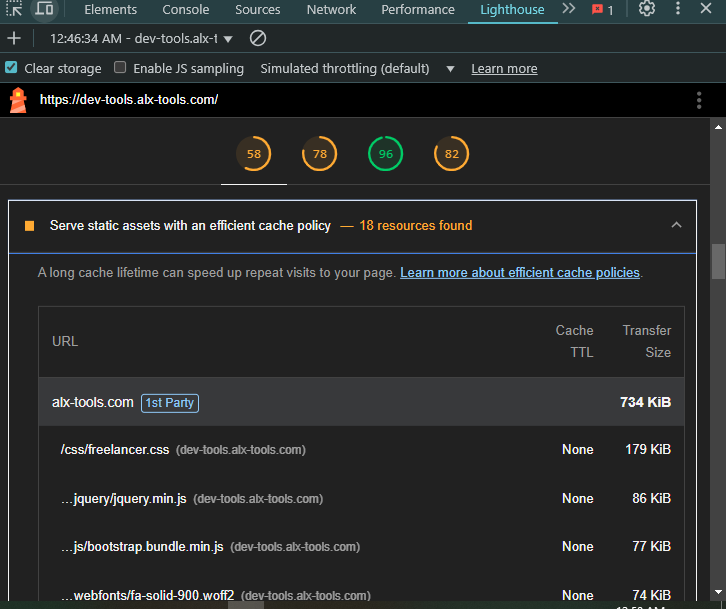 Elements Console Sources Network Performance Lighthouse 1
12:46:34 AM - dev-tools.alx-t
Clear storage Enable JS sampling Simulated throttling (default) Learn more
https://dev-tools.alx-tools.com/
58 78 96 82
Serve static assets with an efficient cache policy — 18 resources found
A long cache lifetime can speed up repeat visits to your page. Learn more about efficient cache policies.
URL Cache TTL Transfer Size
alx-tools.com 1st Party 734 KiB
/css/freelancer.css (dev-tools.alx-tools.com) None 179 KiB
…jquery/jquery.min.js (dev-tools.alx-tools.com) None 86 KiB
…js/bootstrap.bundle.min.js (dev-tools.alx-tools.com) None 77 KiB
…webfonts/fa-solid-900.woff2 (dev-tools.alx-tools.com) None 74 KiB